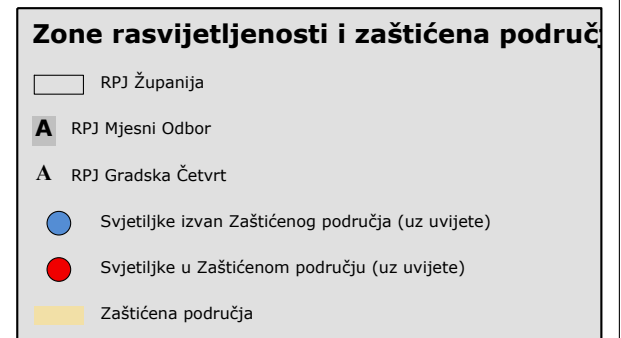 Zone rasvijetljenosti i zaštićena područj
RPJ Županija
A RPJ Mjesni Odbor
A RPJ Gradska Četvrt
Svjetiljke izvan Zaštićenog područja (uz uvijete)
Svjetiljke u Zaštićenom području (uz uvijete)
Zaštićena područja